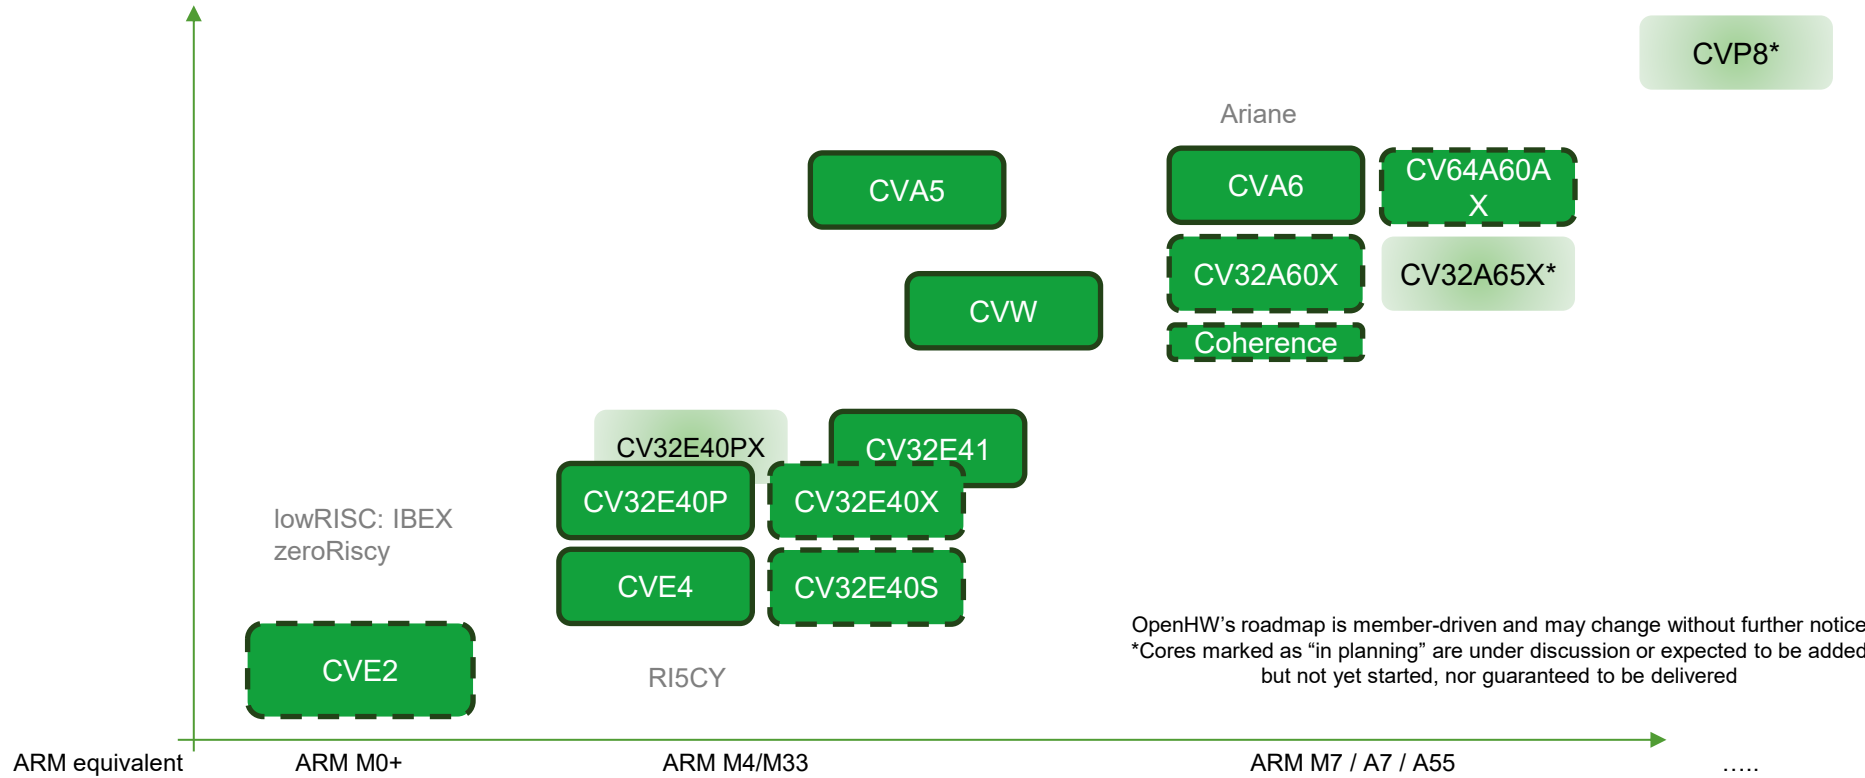 CVP8*
Ariane
CVA5
CVA6
CV64A60A
X
CVW
CV32A60X
CV32A65X*
Coherence
CV32E40PX
CV32E41
CV32E40P
CV32E40X
lowRISC: IBEX
zeroRiscy
CVE4
CV32E40S
CVE2
RI5CY
OpenHW’s roadmap is member-driven and may change without further notice
*Cores marked as “in planning” are under discussion or expected to be added
but not yet started, nor guaranteed to be delivered
ARM equivalent
ARM M0+
ARM M4/M33
ARM M7 / A7 / A55
.....